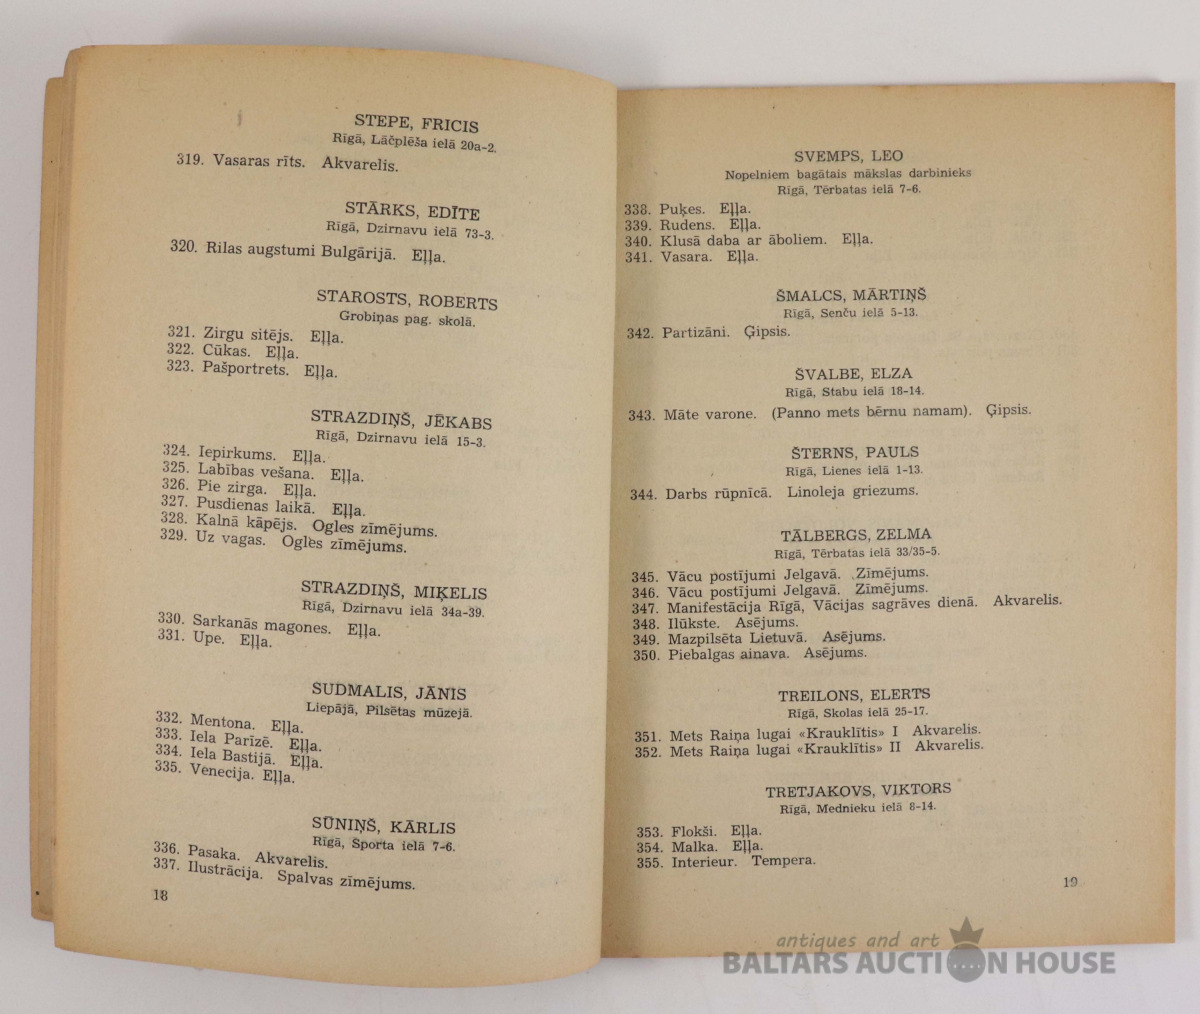 STEPE, FRICIS
Rīgā, Lāčplēša ielā 20a-2.
319. Vasaras rīts. Akvarelis.
STĀRKS, EDĪTE
Rīgā, Dzirnavu ielā 73-3.
320. Rilas augstumi Bulgārijā. Eļļa.
STAROSTS, ROBERTS
Grobiņas pag. skolā.
321. Zirgu sitējs. Eļļa.
322. Cūkas. Eļļa.
323. Pašportrets. Eļļa.
STRAZDIŅŠ, JĒKABS
Rīgā, Dzirnavu ielā 15-3.
324. Iepirkums. Eļļa.
325. Labības vešana. Eļļa.
326. Pie zirga. Eļļa.
327. Pusdienas laikā. Eļļa.
328. Kalnā kāpējs. Ogles zīmējums.
329. Uz vagas. Ogles zīmējums.
STRAZDIŅŠ, MIĶELIS
Rīgā, Dzirnavu ielā 34a-39.
330. Sarkanās magones. Eļļa.
331. Upe. Eļļa.
SUDMALIS, JĀNIS
Liepājā, Pilsētas mūzejā.
332. Mentona. Eļļa.
333. Iela Parīzē. Eļļa.
334. Iela Bastijā. Eļļa.
335. Venecija. Eļļa.
SŪNIŅŠ, KĀRLIS
Rīgā, Sporta ielā 7-6.
336. Pasaka. Akvarelis.
337. Ilustrācija. Spalvas zīmējums.
18
SVEMPS, LEO
Nopelniem bagātais mākslas darbinieks
Rīgā, Tērbatas ielā 7-6.
338. Puķes. Eļļa.
339. Rudens. Eļļa.
340. Klusā daba ar āboliem. Eļļa.
341. Vasara. Eļļa.
ŠMALCS, MĀRTIŅŠ
Rīgā, Senču ielā 5-13.
342. Partizāni. Ģipsis.
ŠVALBE, ELZA
Rīgā, Stabu ielā 18-14.
343. Māte varone. (Panno mets bērnu namam). Ģipsis.
ŠTERNS, PAULS
Rīgā, Lienes ielā 1-13.
344. Darbs rūpnīcā. Linoleja griezums.
TĀLBERGS, ZELMA
Rīgā, Tērbatas ielā 33/35-5.
345. Vācu postījumi Jelgavā. Zīmējums.
346. Vācu postījumi Jelgavā. Zīmējums.
347. Manifestācija Rīgā, Vācijas sagrāves dienā. Akvarelis.
348. Ilūkste. Asējums.
349. Mazpilsēta Lietuvā. Asējums.
350. Piebalgas ainava. Asējums.
TREILONS, ELERTS
Rīgā, Skolas ielā 25-17.
351. Mets Raiņa lugai «Krauklītis» I Akvarelis.
352. Mets Raiņa lugai «Krauklītis» II Akvarelis.
TRETJAKOVS, VIKTORS
Rīgā, Mednieku ielā 8-14.
353. Flokši. Eļļa.
354. Malka. Eļļa.
355. Interieur. Tempera.
19
antiques and art
BALTARS AUCTION HOUSE